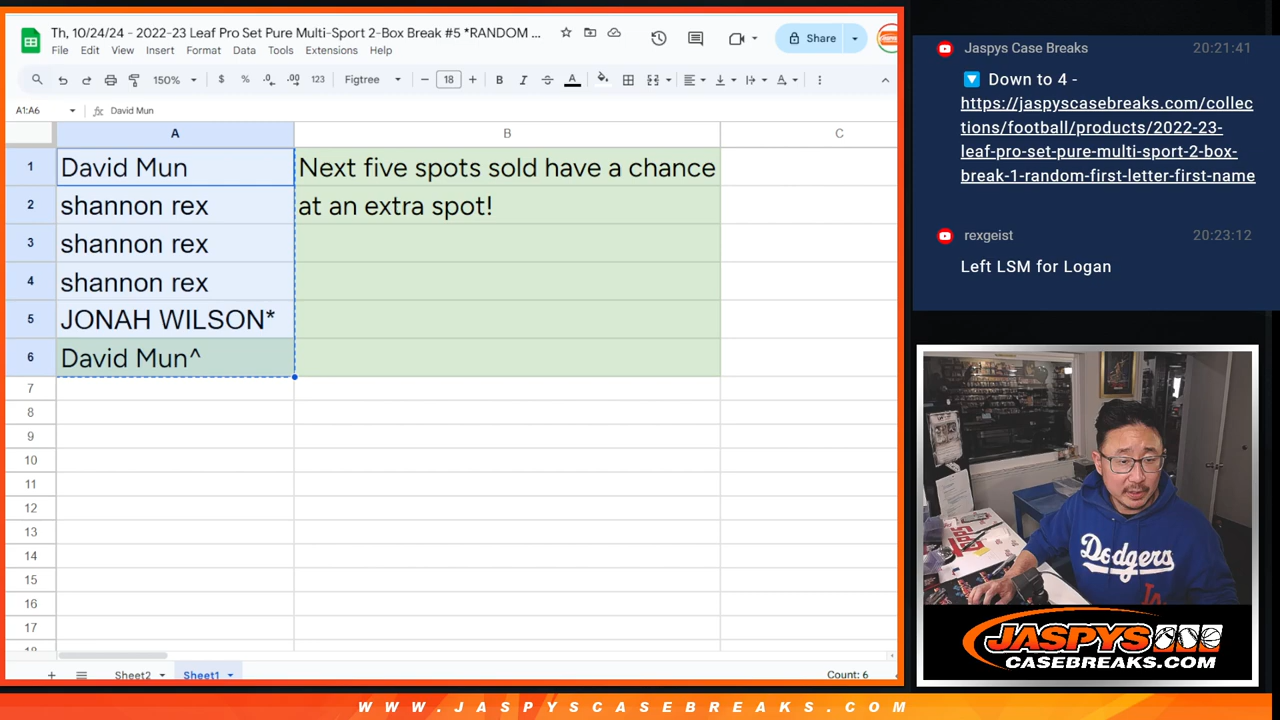 Th, 10/24/24 - 2022-23 Leaf Pro Set Pure Multi-Sport 2-Box Break #5 *RANDOM ...
File Edit View Insert Format Data Tools Extensions Help
Share
150% $ % .0 .00 123 Figtree - 18 + B I A
A1:A6 fx David Mun
A B C
1 David Mun Next five spots sold have a chance
2 shannon rex at an extra spot!
3 shannon rex
4 shannon rex
5 JONAH WILSON*
6 David Mun^
7
8
9
10
11
12
13
14
15
16
17
Sheet2 Sheet1 Count: 6
Jaspys Case Breaks 20:21:41
Down to 4 -
https://jaspyscasebreaks.com/collec
tions/football/products/2022-23-
leaf-pro-set-pure-multi-sport-2-box-
break-1-random-first-letter-first-name
rexgeist 20:23:12
Left LSM for Logan
Dodgers
JASPYS
CASEBREAKS.COM
WWW.JASPYSCASEBREAKS.COM